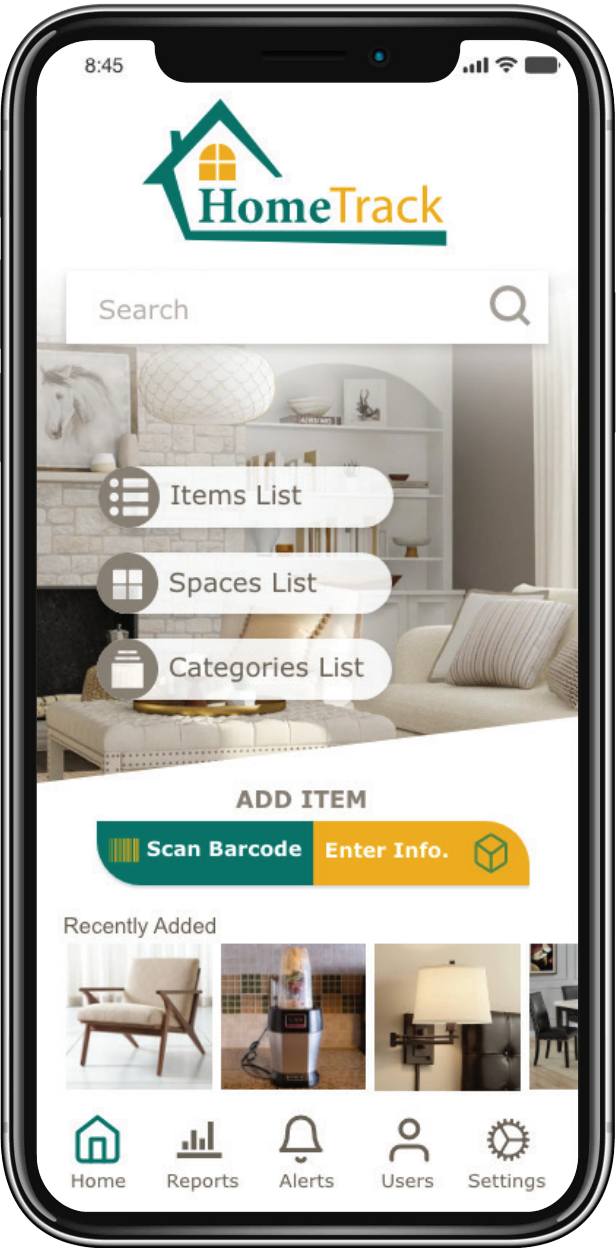 8:45
HomeTrack
Search
Items List
Spaces List
Categories List
ADD ITEM
Scan Barcode
Enter Info.
Recently Added
Home
Reports
Alerts
Users
Settings